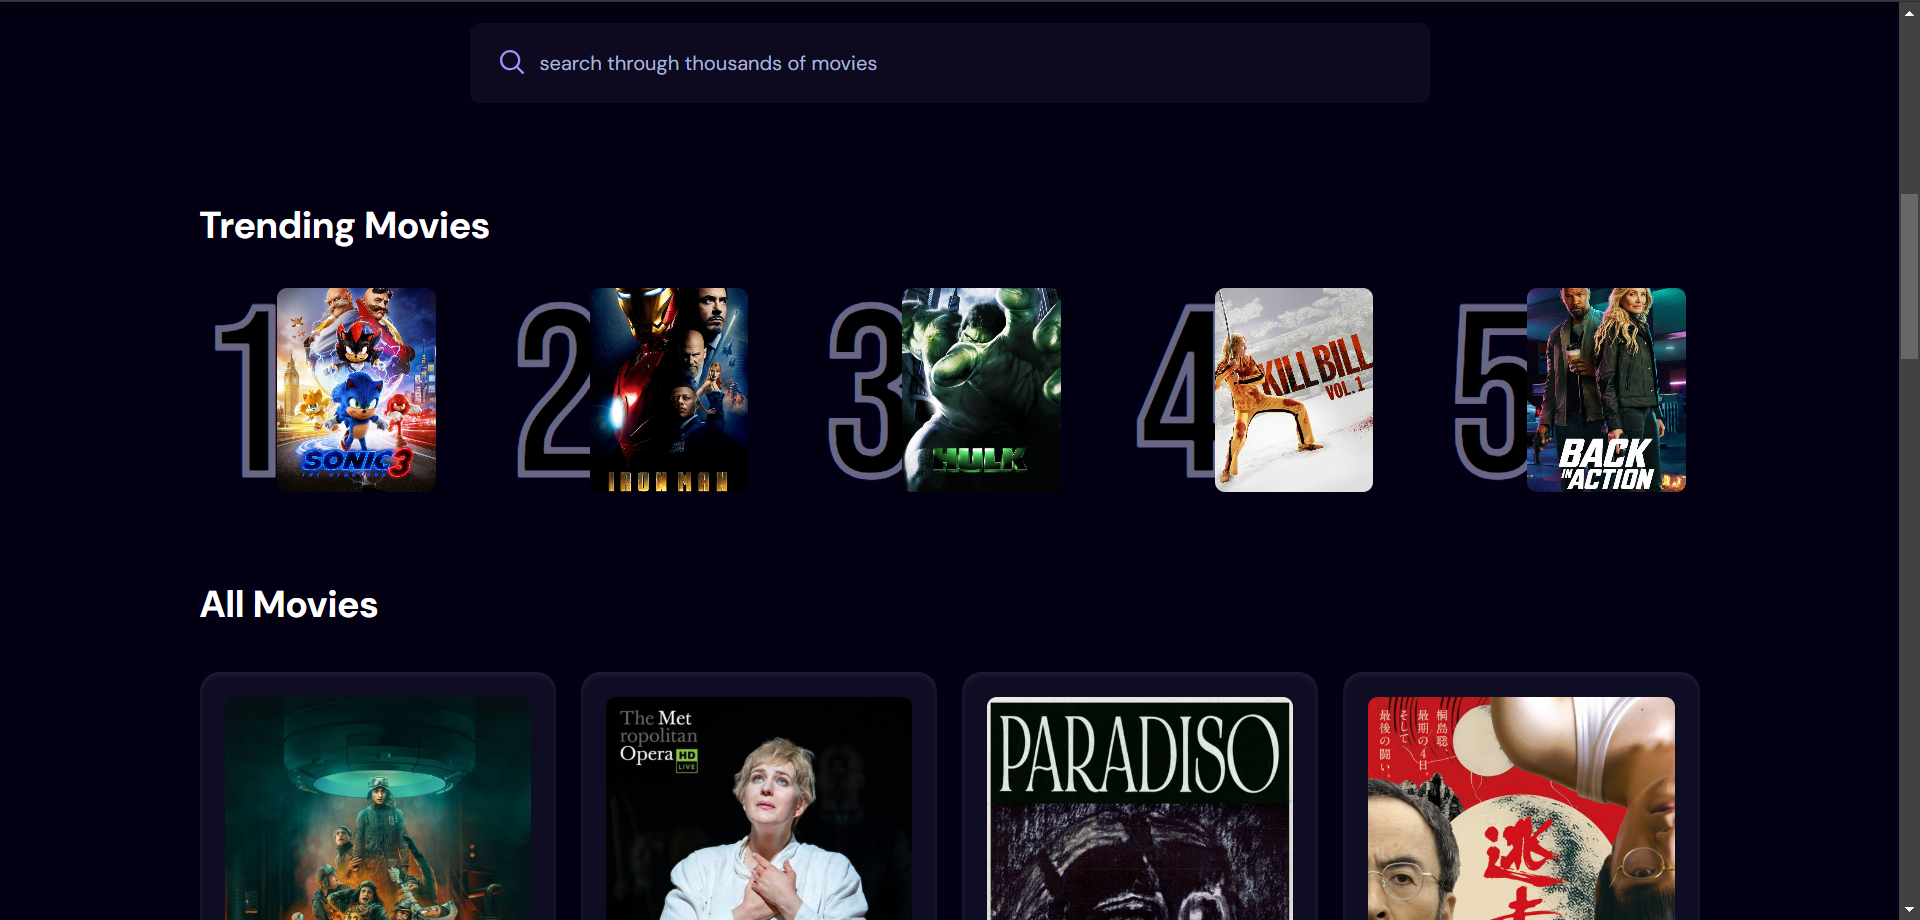 search through thousands of movies
Trending Movies
1
SONIC 3
2
IRON MAN
3
HULK
4
KILL BILL
VOL. 1
5
BACK
IN ACTION
All Movies
The Met
ropolitan
Opera HD
LIVE
PARADISO
桐島聡、
最期の4日。
そして
最後の闘い。
逃
走